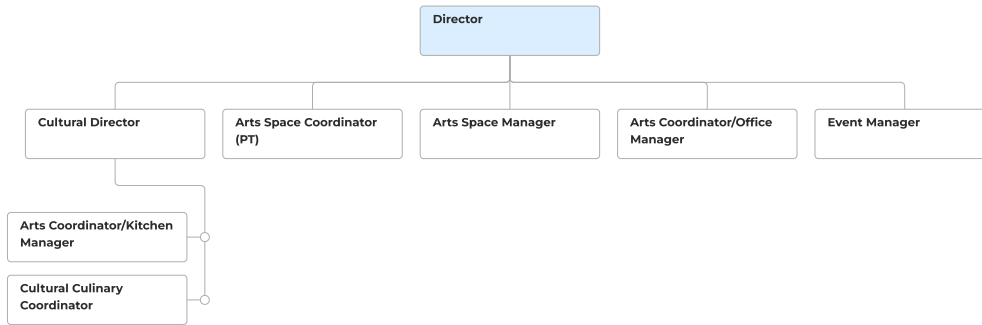 Director
Cultural Director
Arts Space Coordinator
(PT)
Arts Space Manager
Arts Coordinator/Office
Manager
Event Manager
Arts Coordinator/Kitchen
Manager
Cultural Culinary
Coordinator